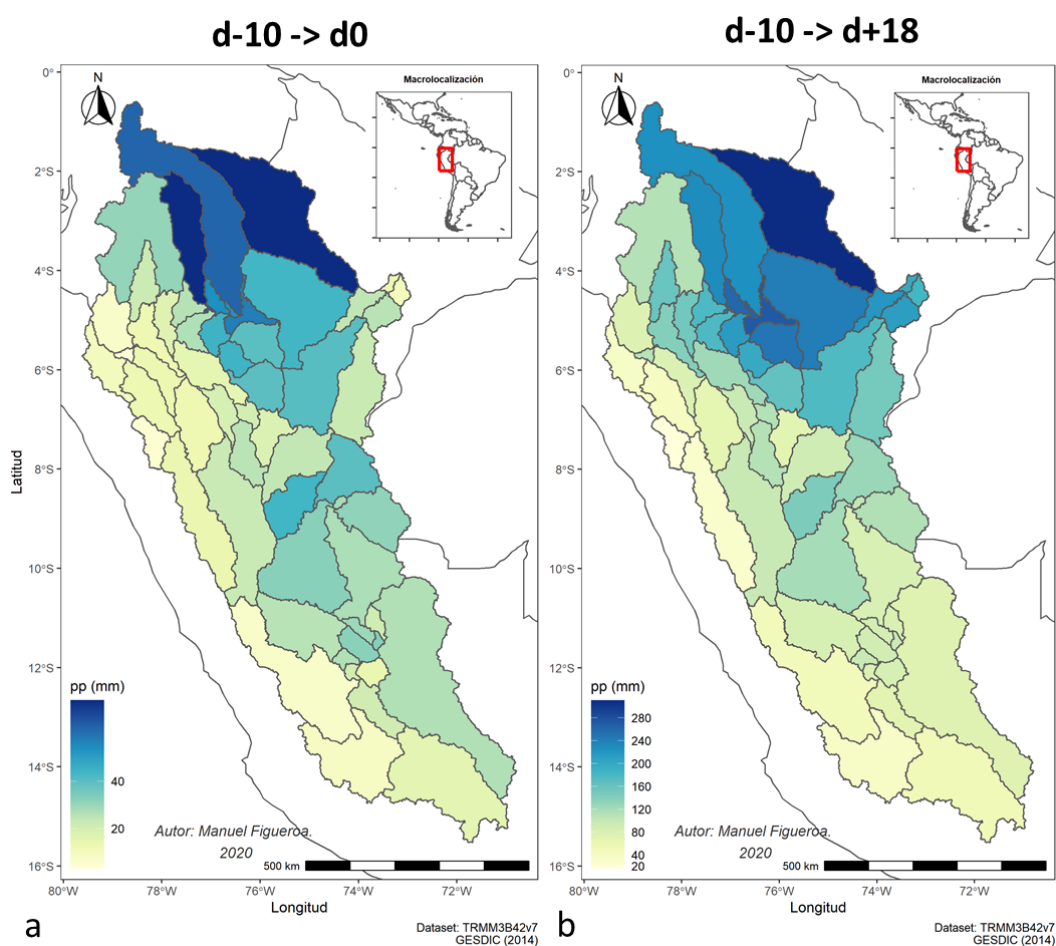 d-10 -> d0
d-10 -> d+18
0°
2°S
4°S
6°S
8°S
10°S
12°S
14°S
16°S
Latitud
N
Macrolocalización
pp (mm)
40
20
Autor: Manuel Figueroa.
2020
500 km
80°W
78°W
76°W
74°W
72°W
Longitud
a
Dataset: TRMM3B42v7
GESDIC (2014)
0°
2°S
4°S
6°S
8°S
10°S
12°S
14°S
16°S
N
Macrolocalización
pp (mm)
280
240
200
160
120
80
40
20
Autor: Manuel Figueroa.
2020
500 km
80°W
78°W
76°W
74°W
72°W
Longitud
b
Dataset: TRMM3B42v7
GESDIC (2014)